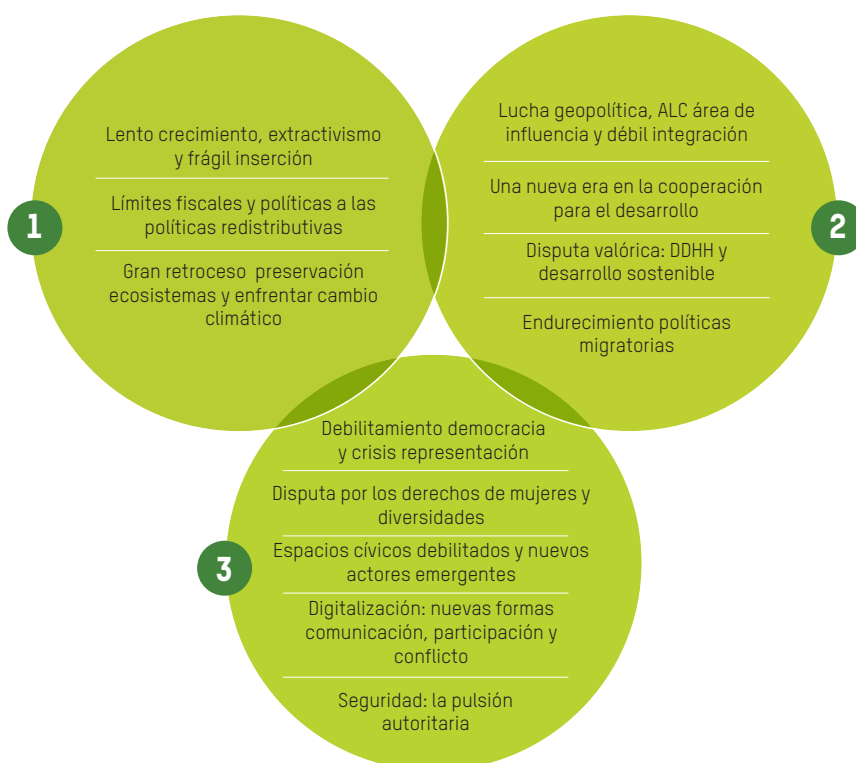 1
Lento crecimiento, extractivismo
y frágil inserción
Límites fiscales y políticas a las
políticas redistributivas
Gran retroceso preservación
ecosistemas y enfrentar cambio
climático
2
Lucha geopolítica, ALC área de
influencia y débil integración
Una nueva era en la cooperación
para el desarrollo
Disputa valórica: DDHH y
desarrollo sostenible
Endurecimiento políticas
migratorias
3
Debilitamiento democracia
y crisis representación
Disputa por los derechos de mujeres y
diversidades
Espacios cívicos debilitados y nuevos
actores emergentes
Digitalización: nuevas formas
comunicación, participación y
conflicto
Seguridad: la pulsión
autoritaria